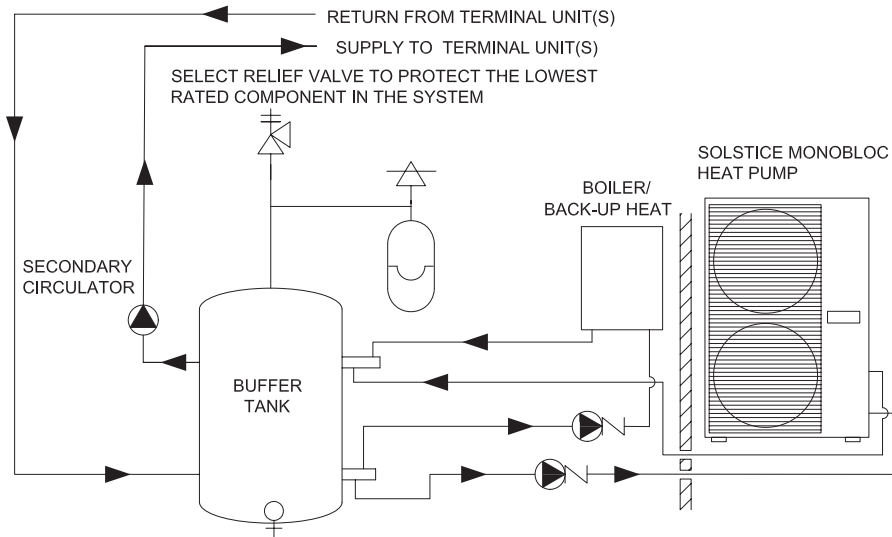 RETURN FROM TERMINAL UNIT(S)
SUPPLY TO TERMINAL UNIT(S)
SELECT RELIEF VALVE TO PROTECT THE LOWEST
RATED COMPONENT IN THE SYSTEM
SOLSTICE MONOBLOC
HEAT PUMP
BOILER/
BACK-UP HEAT
SECONDARY
CIRCULATOR
BUFFER
TANK